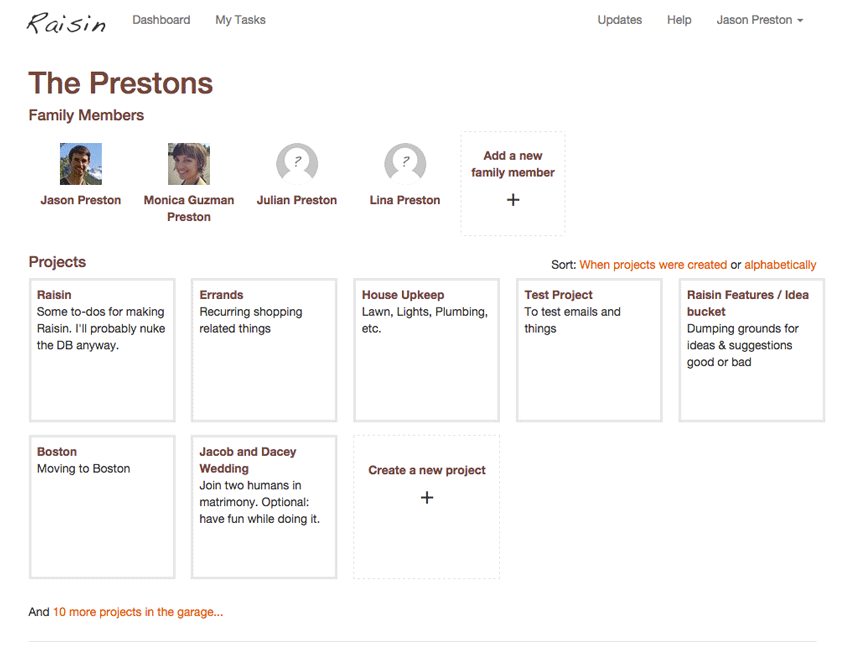 Raisin Dashboard My Tasks Updates Help Jason Preston
The Prestons
Family Members
? ?
Jason Preston Monica Guzman Preston Julian Preston Lina Preston
Add a new
family member
+
Projects
Sort: When projects were created or alphabetically
Raisin
Some to-dos for making
Raisin. I'll probably nuke
the DB anyway.
Errands
Recurring shopping
related things
House Upkeep
Lawn, Lights, Plumbing,
etc.
Test Project
To test emails and
things
Raisin Features / Idea
bucket
Dumping grounds for
ideas & suggestions
good or bad
Boston
Moving to Boston
Jacob and Dacey
Wedding
Join two humans in
matrimony. Optional:
have fun while doing it.
Create a new project
+
And 10 more projects in the garage...